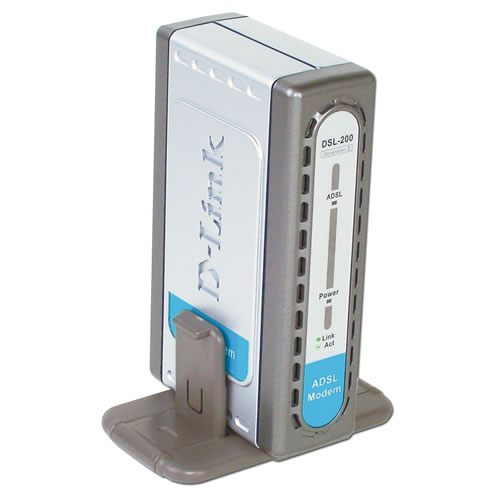 D-Link
DSL-200
ADSL
Power
Link
Act
ADSL
Modem